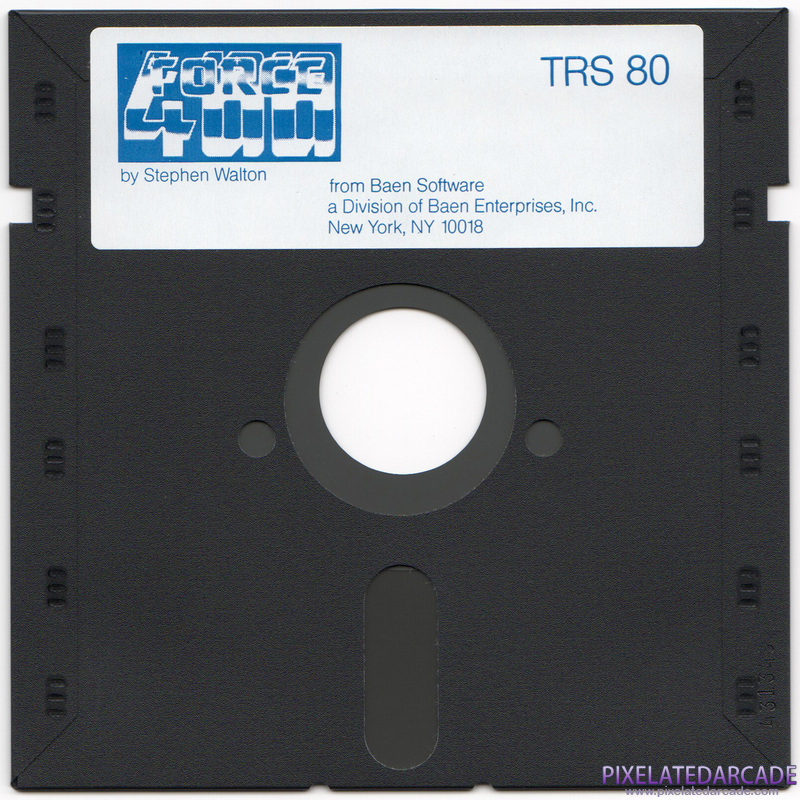 FORCE
400
TRS 80
by Stephen Walton
from Baen Software
a Division of Baen Enterprises, Inc.
New York, NY 10018
PIXELATEDARCADE
www.pixelatedarcade.com